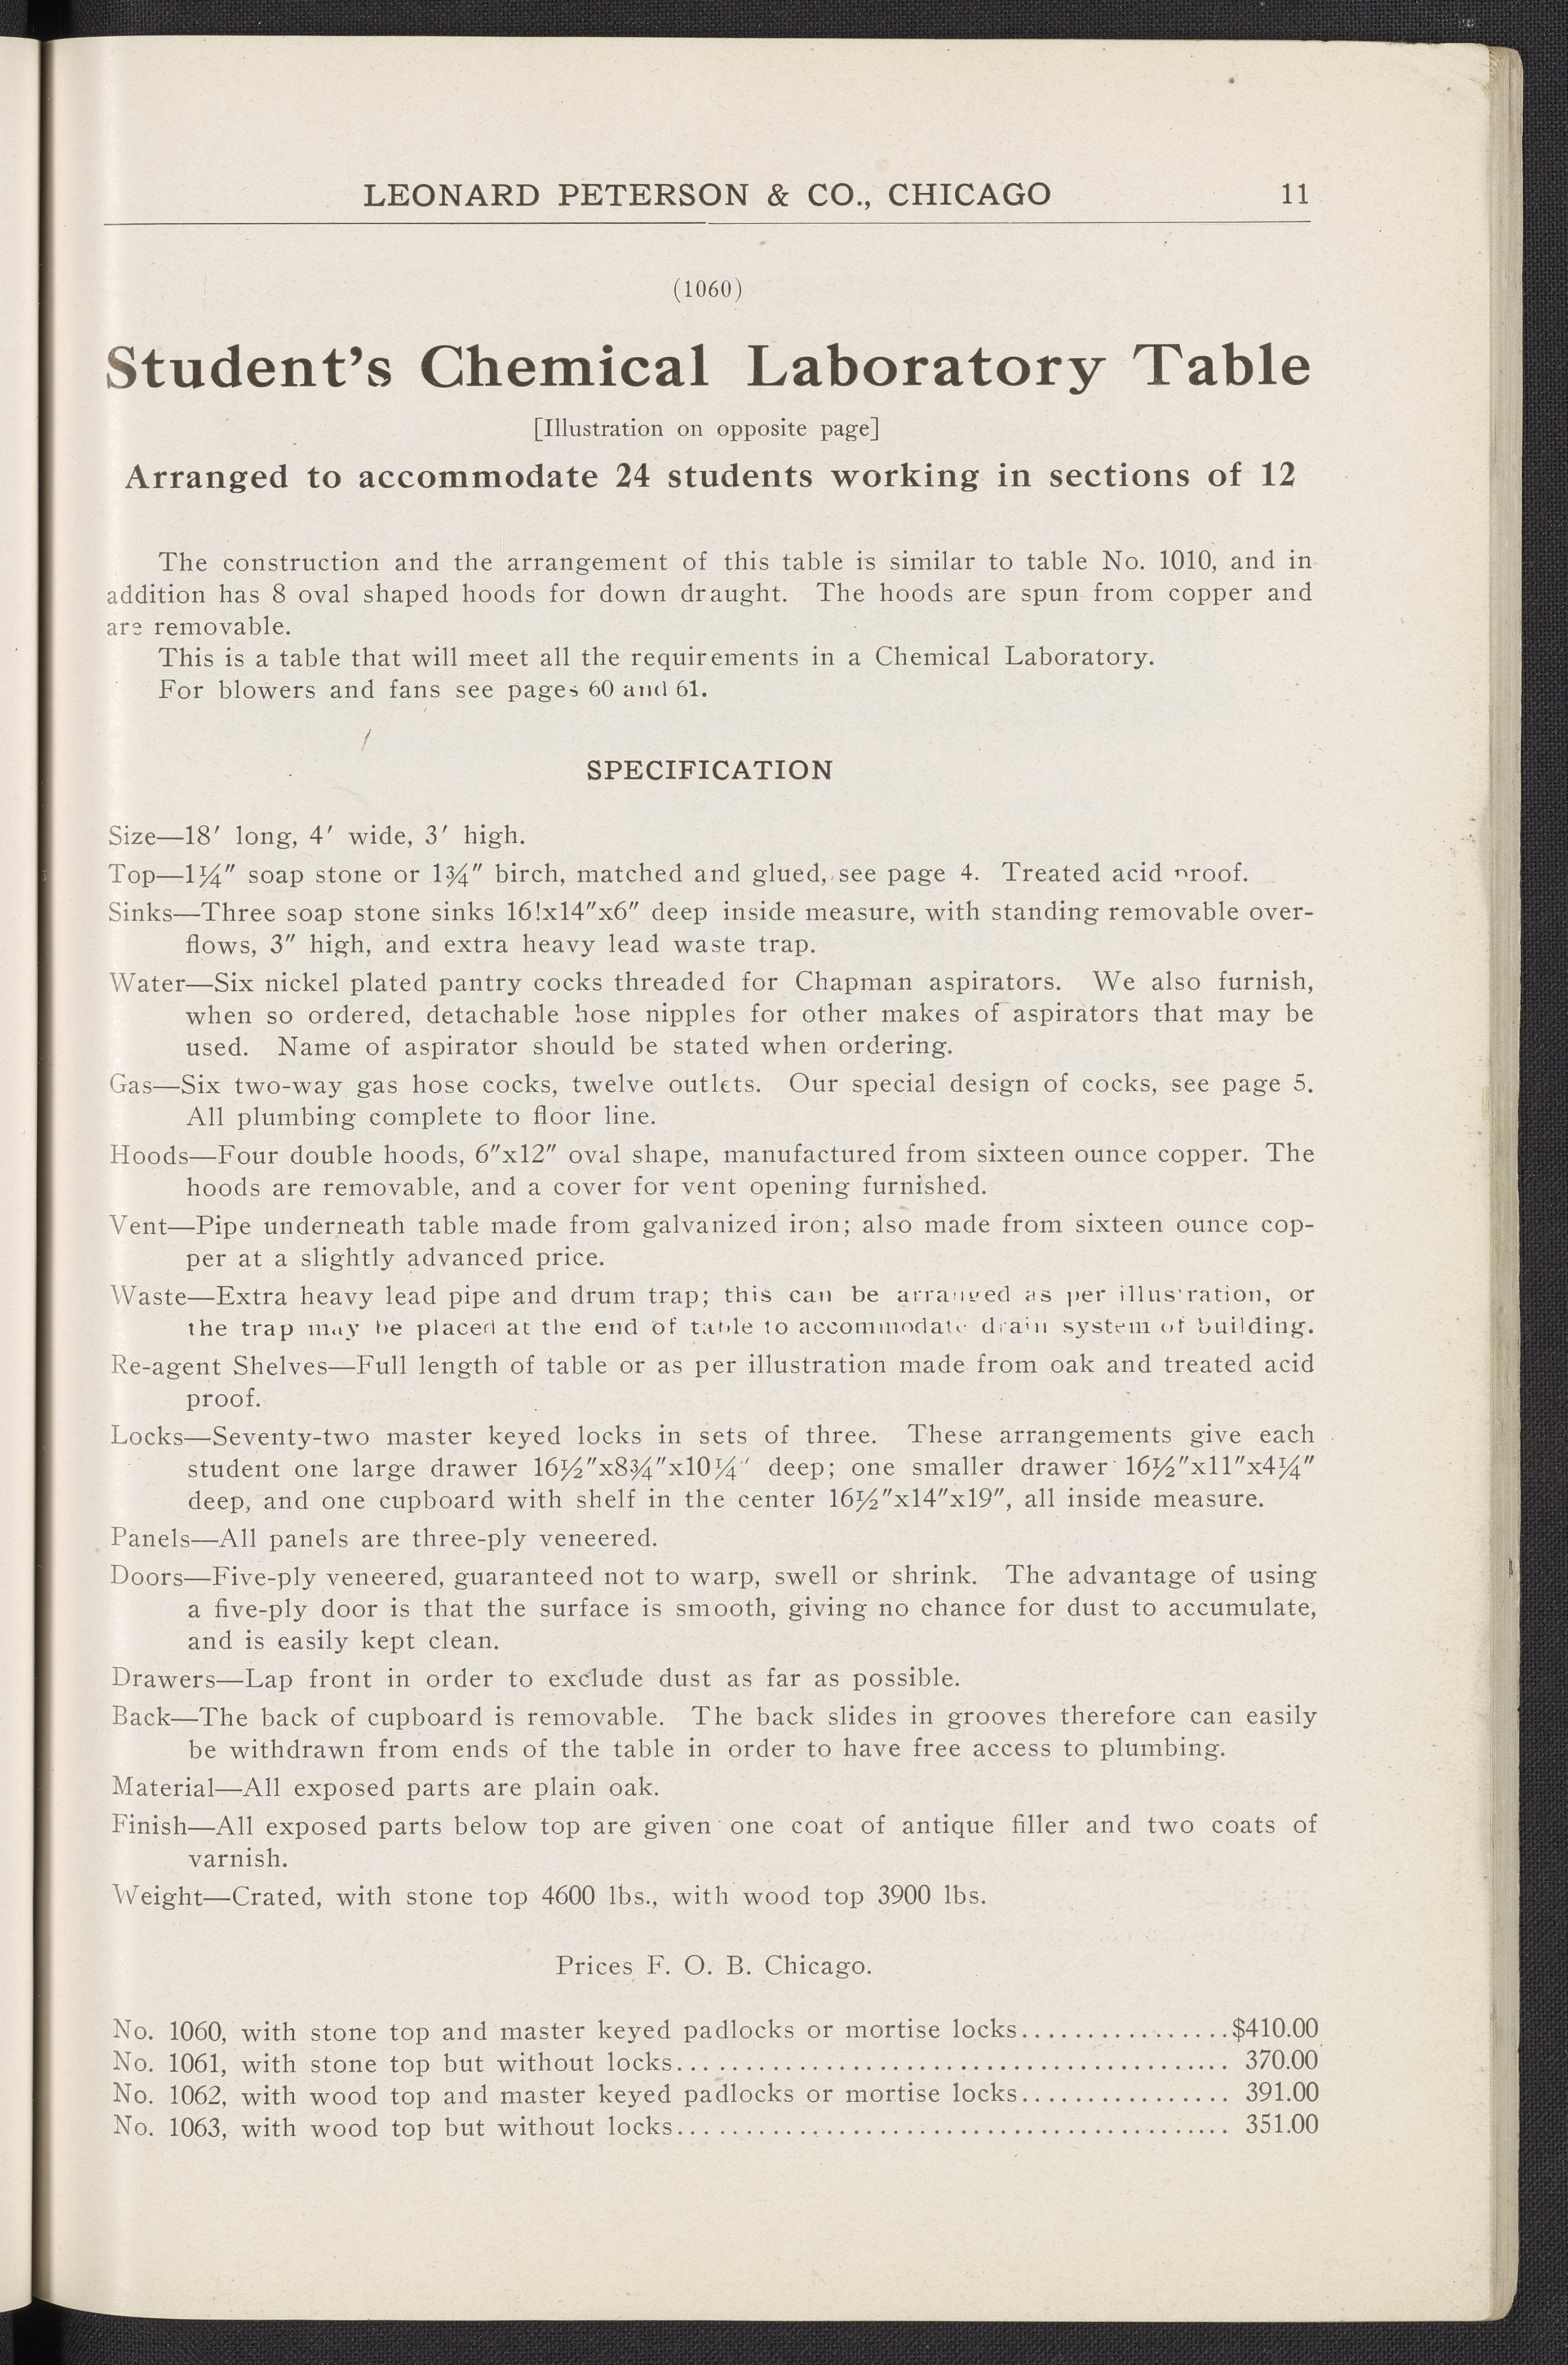 LEONARD PETERSON & CO., CHICAGO 11
(1060)
Student's Chemical Laboratory Table
[Illustration on opposite page]
Arranged to accommodate 24 students working in sections of 12
The construction and the arrangement of this table is similar to table No. 1010, and in
addition has 8 oval shaped hoods for down draught. The hoods are spun from copper and
are removable.
This is a table that will meet all the requirements in a Chemical Laboratory.
For blowers and fans see pages 60 and 61.
SPECIFICATION
Size—18′ long, 4′ wide, 3′ high.
Top—1¼″ soap stone or 1¾″ birch, matched and glued, see page 4. Treated acid proof.
Sinks—Three soap stone sinks 16!x14″x6″ deep inside measure, with standing removable over-
flows, 3″ high, and extra heavy lead waste trap.
Water—Six nickel plated pantry cocks threaded for Chapman aspirators. We also furnish,
when so ordered, detachable hose nipples for other makes of aspirators that may be
used. Name of aspirator should be stated when ordering.
Gas—Six two-way gas hose cocks, twelve outlets. Our special design of cocks, see page 5.
All plumbing complete to floor line.
Hoods—Four double hoods, 6″x12″ oval shape, manufactured from sixteen ounce copper. The
hoods are removable, and a cover for vent opening furnished.
Vent—Pipe underneath table made from galvanized iron; also made from sixteen ounce cop-
per at a slightly advanced price.
Waste—Extra heavy lead pipe and drum trap; this can be arranged as per illustration, or
the trap may be placed at the end of table to accommodate drain system of building.
Re-agent Shelves—Full length of table or as per illustration made from oak and treated acid
proof.
Locks—Seventy-two master keyed locks in sets of three. These arrangements give each
student one large drawer 16½″x8¾″x10¼″ deep; one smaller drawer 16½″x11″x4¼″
deep, and one cupboard with shelf in the center 16½″x14″x19″, all inside measure.
Panels—All panels are three-ply veneered.
Doors—Five-ply veneered, guaranteed not to warp, swell or shrink. The advantage of using
a five-ply door is that the surface is smooth, giving no chance for dust to accumulate,
and is easily kept clean.
Drawers—Lap front in order to exclude dust as far as possible.
Back—The back of cupboard is removable. The back slides in grooves therefore can easily
be withdrawn from ends of the table in order to have free access to plumbing.
Material—All exposed parts are plain oak.
Finish—All exposed parts below top are given one coat of antique filler and two coats of
varnish.
Weight—Crated, with stone top 4600 lbs., with wood top 3900 lbs.
Prices F. O. B. Chicago.
No. 1060, with stone top and master keyed padlocks or mortise locks................$410.00
No. 1061, with stone top but without locks.......................................... 370.00
No. 1062, with wood top and master keyed padlocks or mortise locks................ 391.00
No. 1063, with wood top but without locks.......................................... 351.00